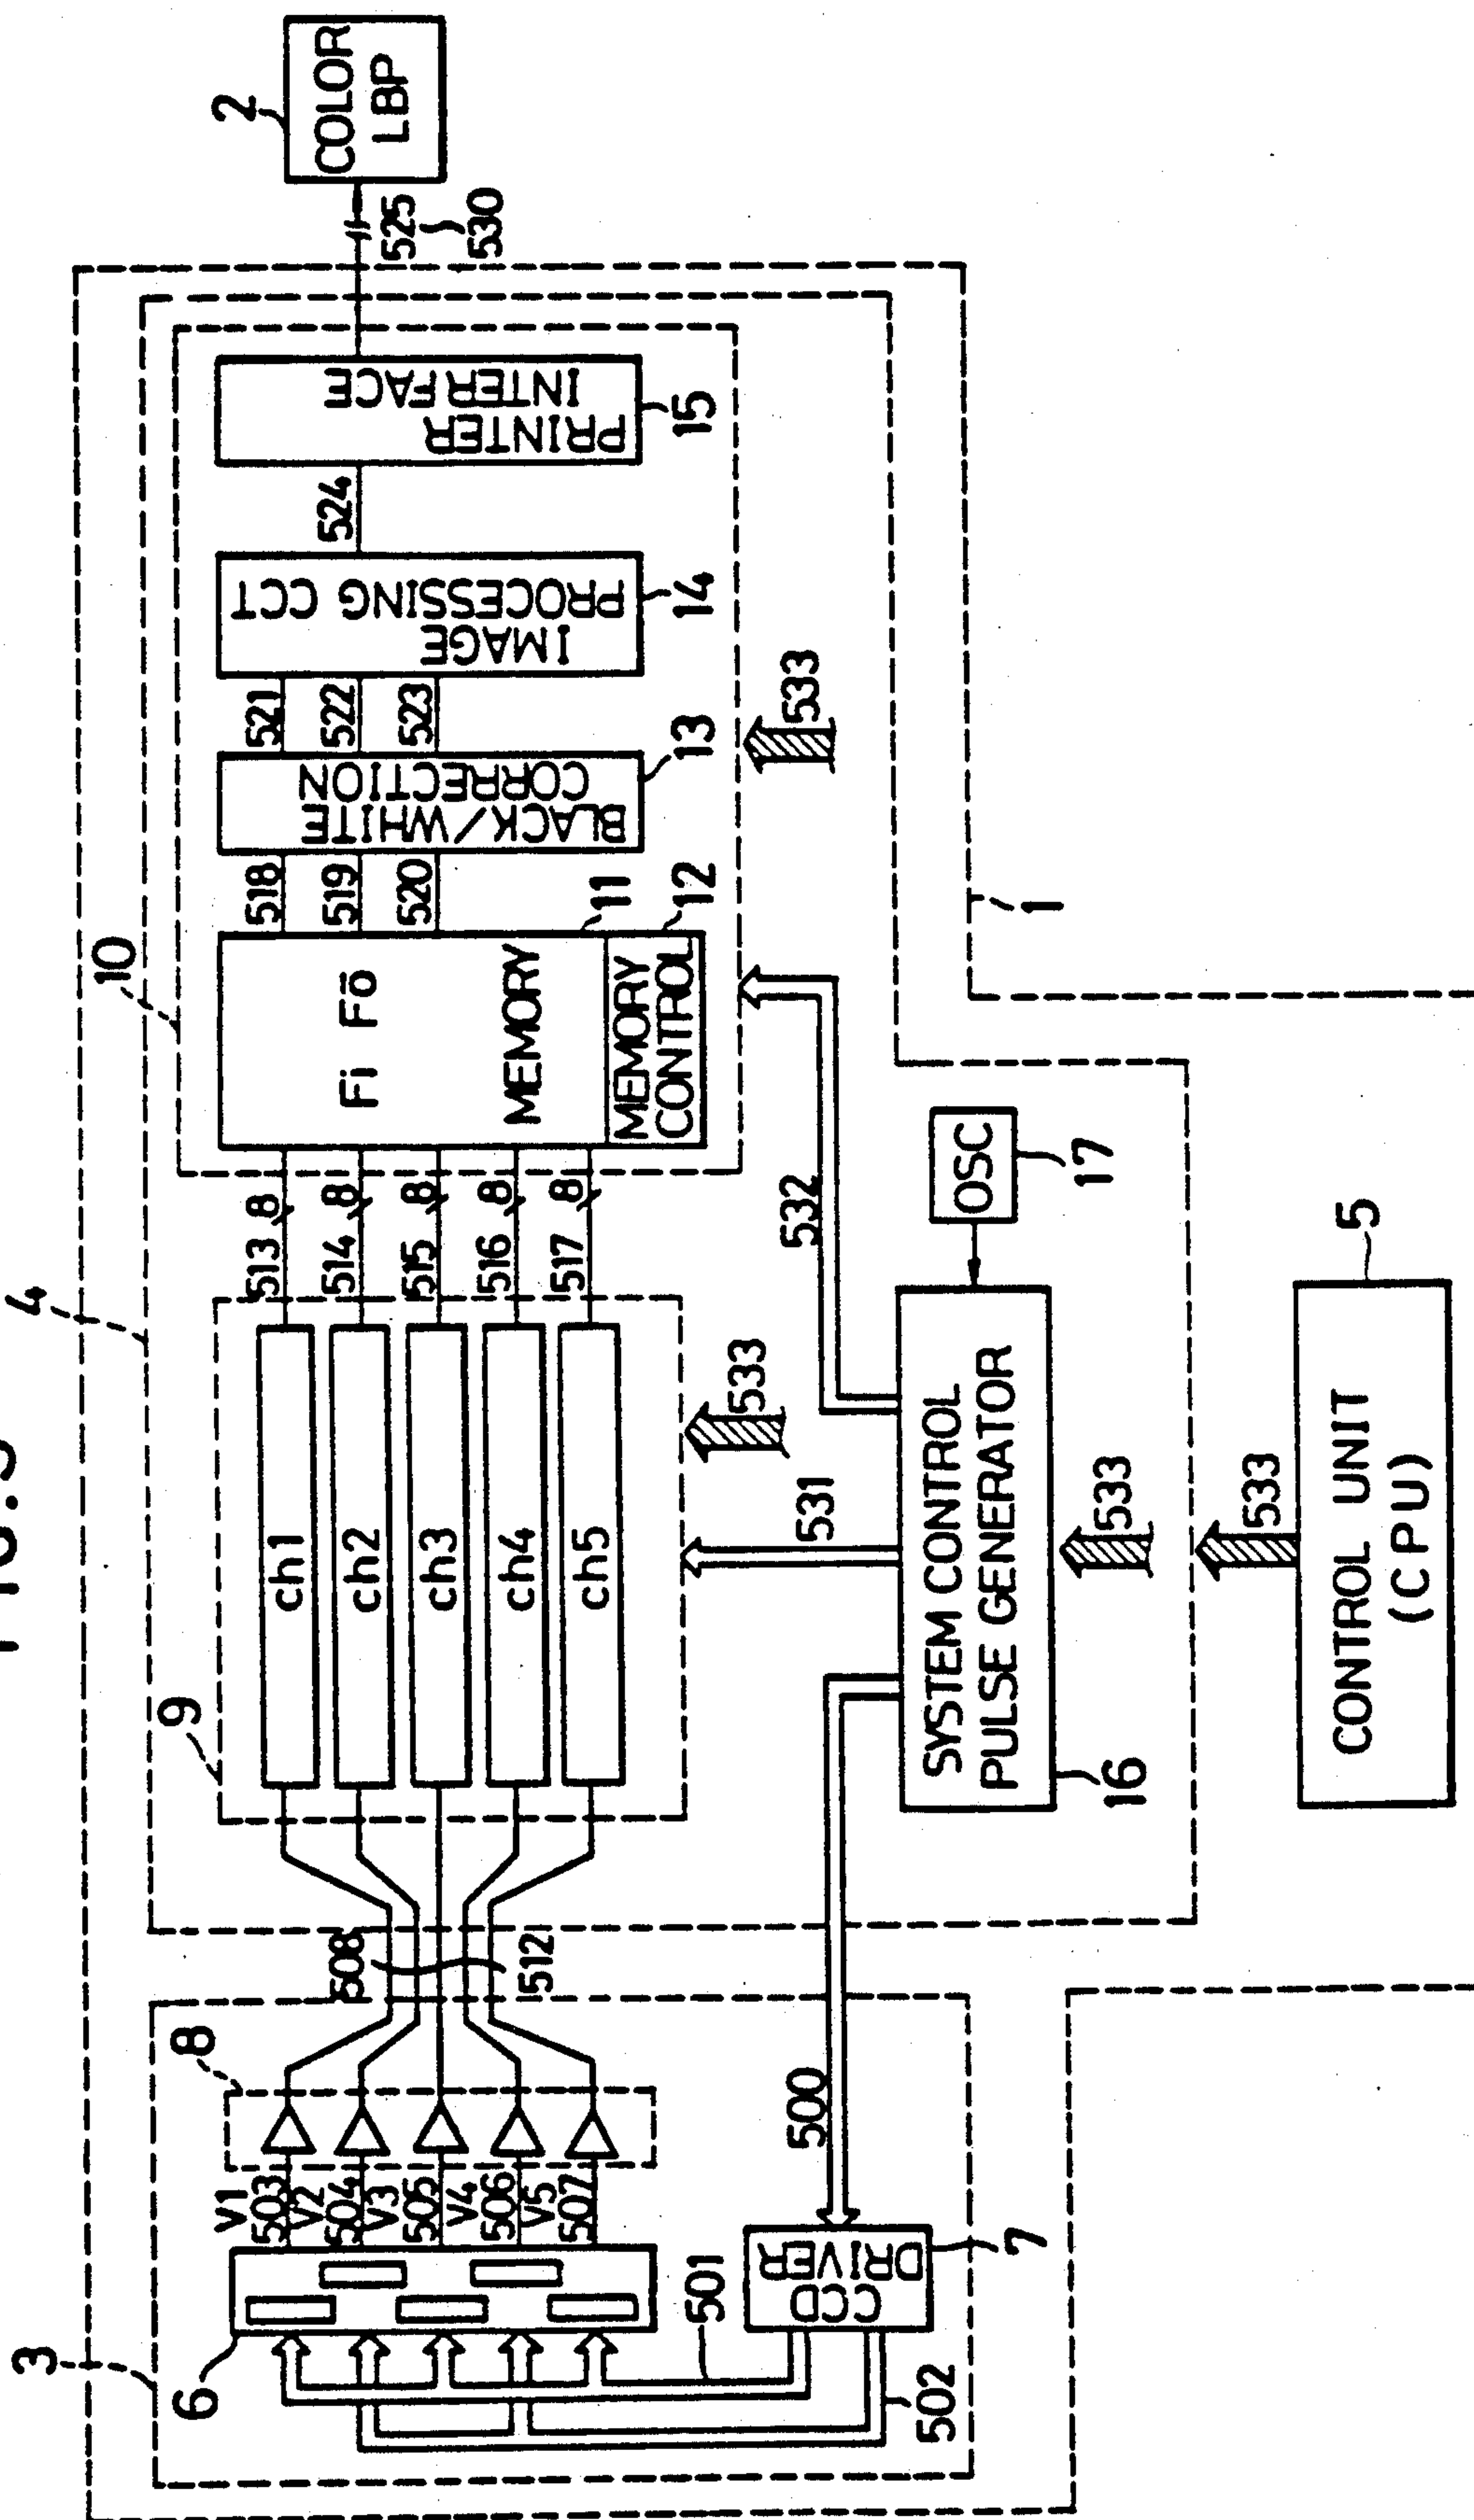 3
4
10
2
COLOR
LBP
525
530
6
V1
503
V2
504
V3
505
V4
506
V5
507
8
508
512
9
ch1
ch2
ch3
ch4
ch5
513
8
514
8
515
8
516
8
517
8
Fi Fo
MEMORY
11
MEMORY
CONTROL
12
518
519
520
BLACK/WHITE
CORRECTION
13
521
522
523
IMAGE
PROCESSING CCT
14
524
PRINTER
INTERFACE
15
501
502
CCD
DRIVER
7
500
531
533
532
533
SYSTEM CONTROL
PULSE GENERATOR
16
OSC
17
1
533
533
CONTROL UNIT
(CPU)
5